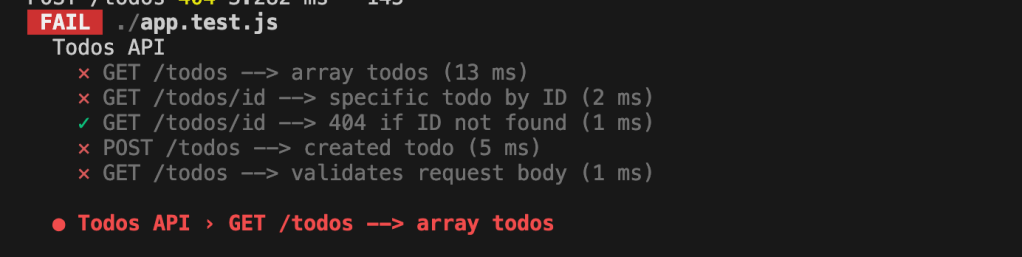 POST /todos 404 3.282 ms - 145
FAIL ./app.test.js
Todos API
✕ GET /todos ––> array todos (13 ms)
✕ GET /todos/id ––> specific todo by ID (2 ms)
✓ GET /todos/id ––> 404 if ID not found (1 ms)
✕ POST /todos ––> created todo (5 ms)
✕ GET /todos ––> validates request body (1 ms)
● Todos API › GET /todos ––> array todos